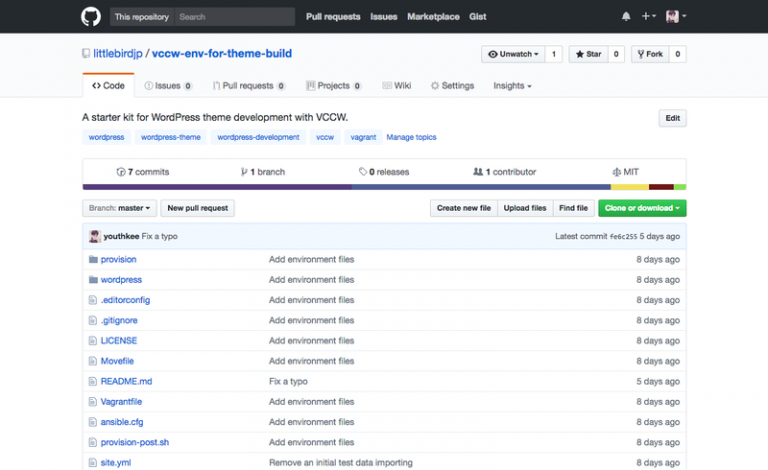 This repository Search Pull requests Issues Marketplace Gist
littlebirdjp / vccw-env-for-theme-build Unwatch 1 Star 0 Fork 0
Code Issues 0 Pull requests 0 Projects 0 Wiki Settings Insights
A starter kit for WordPress theme development with VCCW. Edit
wordpress wordpress-theme wordpress-development vccw vagrant Manage topics
7 commits 1 branch 0 releases 1 contributor MIT
Branch: master New pull request Create new file Upload files Find file Clone or download
youthkee Fix a typo Latest commit fe6c255 5 days ago
provision Add environment files 8 days ago
wordpress Add environment files 8 days ago
.editorconfig Add environment files 8 days ago
.gitignore Add environment files 8 days ago
LICENSE Add environment files 8 days ago
Movefile Add environment files 8 days ago
README.md Fix a typo 5 days ago
Vagrantfile Add environment files 8 days ago
ansible.cfg Add environment files 8 days ago
provision-post.sh Add environment files 8 days ago
site.yml Remove an initial test data importing 8 days ago